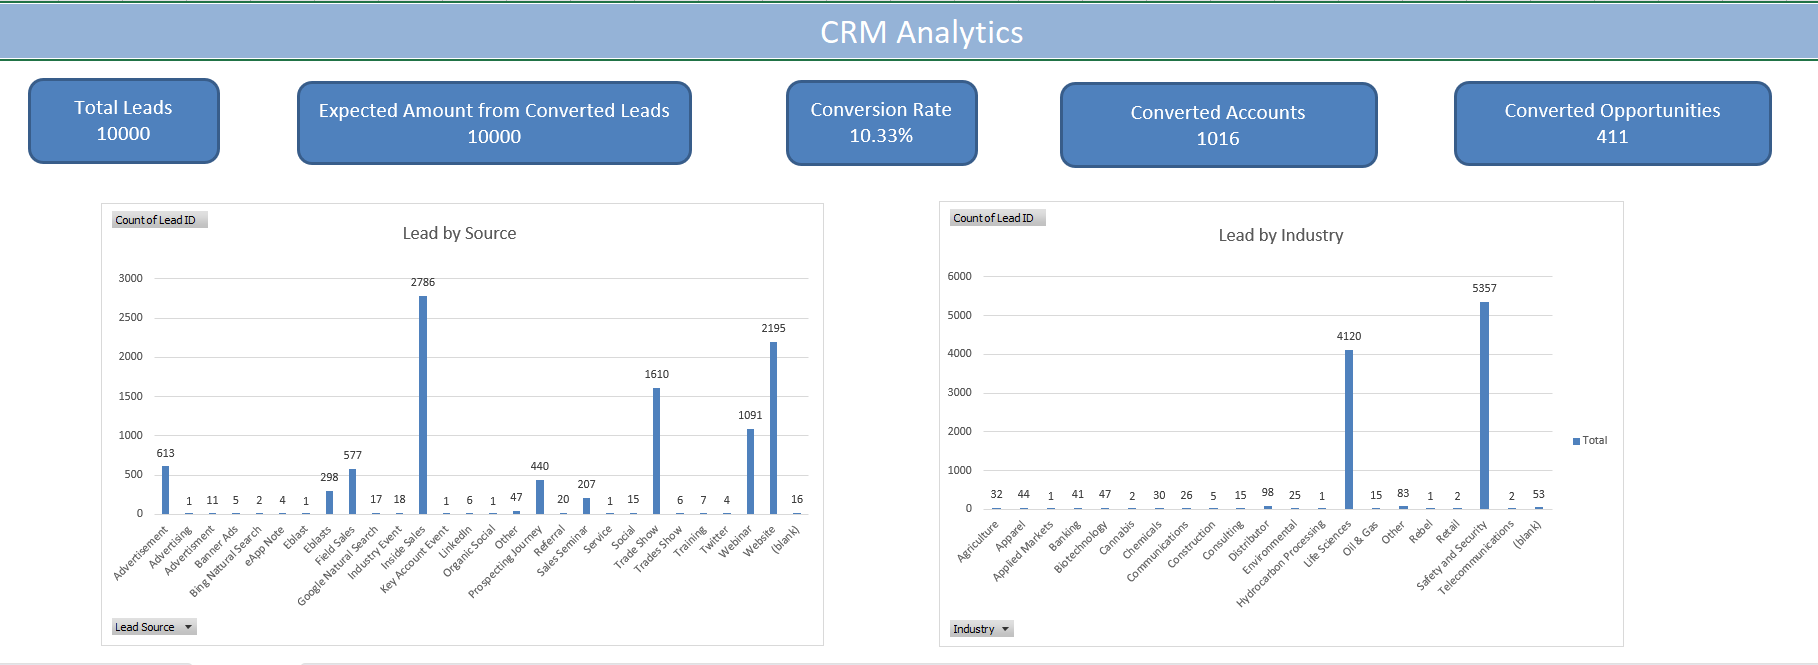 CRM Analytics
Total Leads
10000
Expected Amount from Converted Leads
10000
Conversion Rate
10.33%
Converted Accounts
1016
Converted Opportunities
411
Count of Lead ID
Lead by Source
3000
2500
2000
1500
1000
500
0
613
1
11
5
2
4
1
298
577
17
18
2786
1
6
1
47
440
20
207
1
15
1610
6
7
4
1091
2195
16
Advertisement
Advertising
Advertisment
Banner Ads
Bing Natural Search
eApp Note
Eblast
Eblasts
Field Sales
Google Natural Search
Industry Event
Inside Sales
Key Account Event
LinkedIn
Organic Social
Other
Prospecting Journey
Referral
Sales Seminar
Service
Social
Trade Show
Trades Show
Training
Twitter
Webinar
Website
(blank)
Lead Source
Count of Lead ID
Lead by Industry
6000
5000
4000
3000
2000
1000
0
32
44
1
41
47
2
30
26
5
15
98
25
1
4120
15
83
1
2
5357
2
53
Agriculture
Apparel
Applied Markets
Banking
Biotechnology
Cannabis
Chemicals
Communications
Construction
Consulting
Distributor
Environmental
Hydrocarbon Processing
Life Sciences
Oil & Gas
Other
Rebel
Retail
Safety and Security
Telecommunications
(blank)
Total
Industry